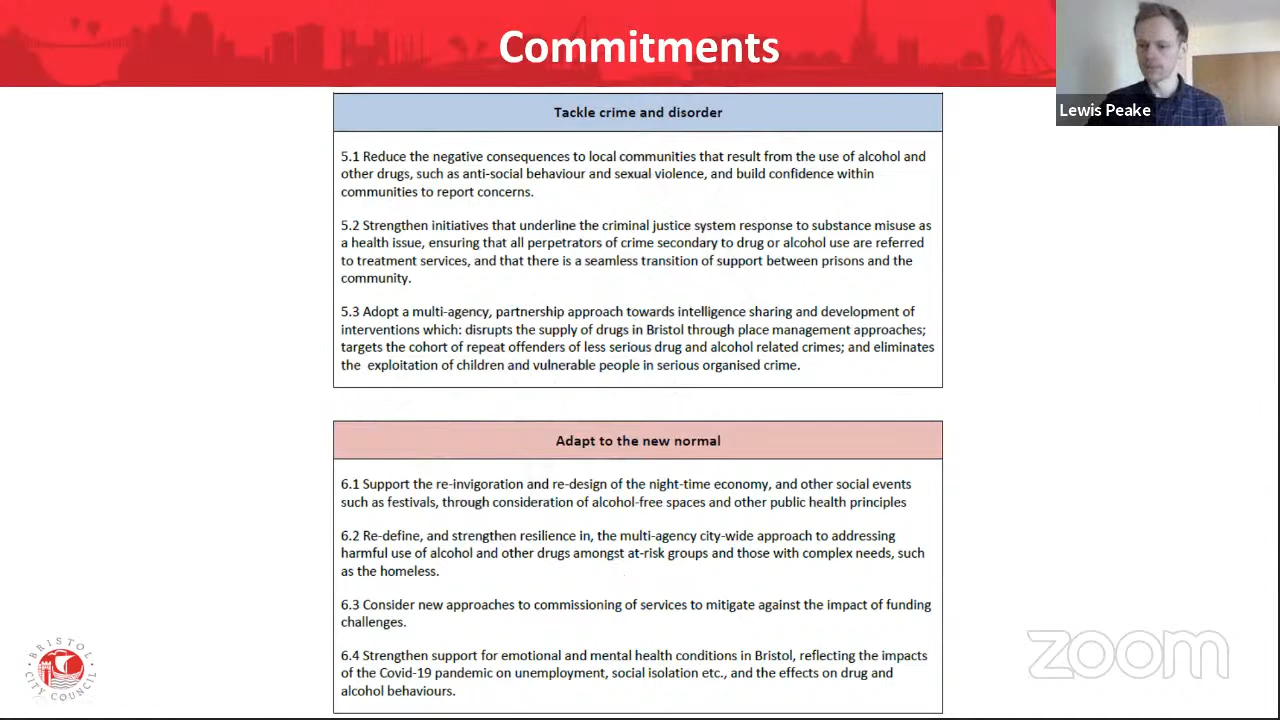 Commitments
Lewis Peake
Tackle crime and disorder
5.1 Reduce the negative consequences to local communities that result from the use of alcohol and
other drugs, such as anti-social behaviour and sexual violence, and build confidence within
communities to report concerns.
5.2 Strengthen initiatives that underline the criminal justice system response to substance misuse as
a health issue, ensuring that all perpetrators of crime secondary to drug or alcohol use are referred
to treatment services, and that there is a seamless transition of support between prisons and the
community.
5.3 Adopt a multi-agency, partnership approach towards intelligence sharing and development of
interventions which: disrupts the supply of drugs in Bristol through place management approaches;
targets the cohort of repeat offenders of less serious drug and alcohol related crimes; and eliminates
the exploitation of children and vulnerable people in serious organised crime.
Adapt to the new normal
6.1 Support the re-invigoration and re-design of the night-time economy, and other social events
such as festivals, through consideration of alcohol-free spaces and other public health principles
6.2 Re-define, and strengthen resilience in, the multi-agency city-wide approach to addressing
harmful use of alcohol and other drugs amongst at-risk groups and those with complex needs, such
as the homeless.
6.3 Consider new approaches to commissioning of services to mitigate against the impact of funding
challenges.
6.4 Strengthen support for emotional and mental health conditions in Bristol, reflecting the impacts
of the Covid-19 pandemic on unemployment, social isolation etc., and the effects on drug and
alcohol behaviours.
BRISTOL
CITY COUNCIL
zoom